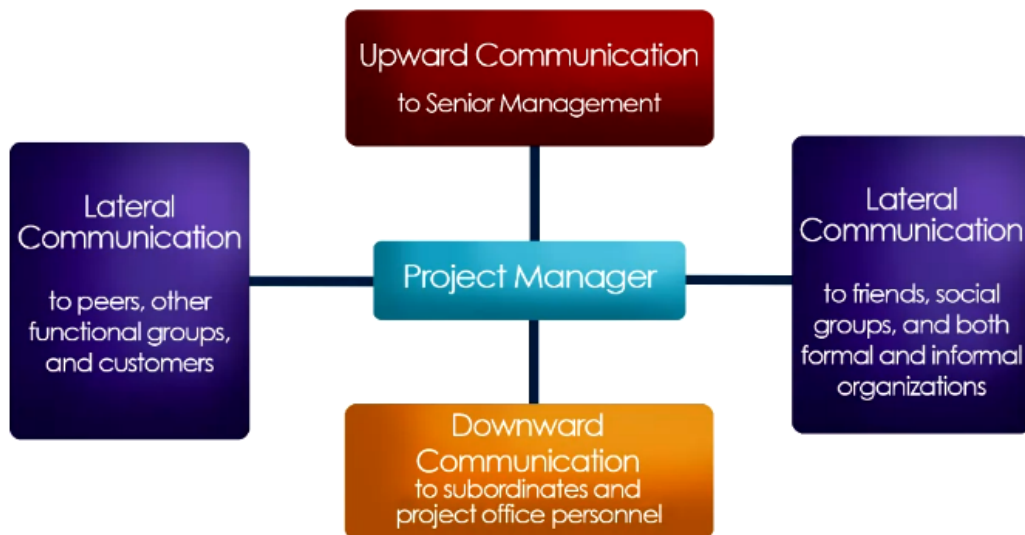 Upward Communication
to Senior Management
Lateral
Communication
to peers, other
functional groups,
and customers
Project Manager
Lateral
Communication
to friends, social
groups, and both
formal and informal
organizations
Downward
Communication
to subordinates and
project office personnel